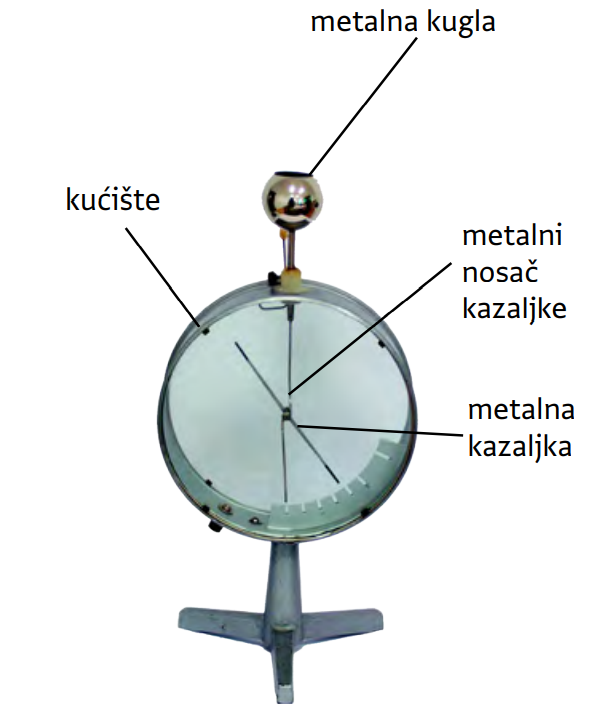 metalna kugla
kućište
metalni
nosač
kazaljke
metalna
kazaljka